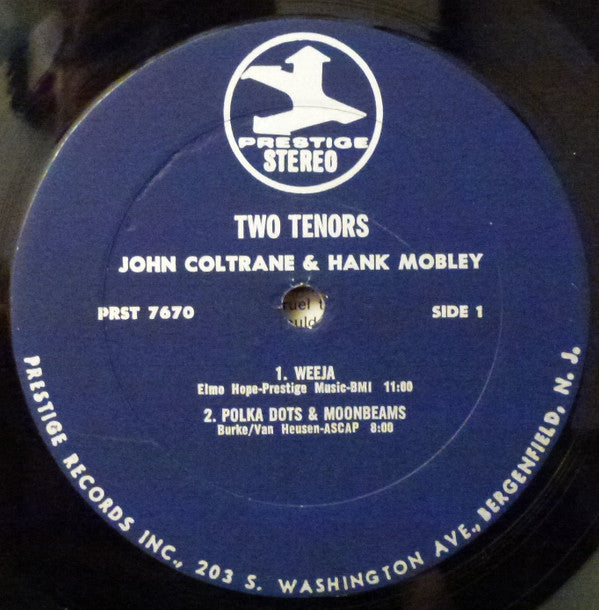 PRESTIGE
STEREO
TWO TENORS
JOHN COLTRANE & HANK MOBLEY
PRST 7670
SIDE 1
1. WEEJA
Elmo Hope-Prestige Music-BMI 11:00
2. POLKA DOTS & MOONBEAMS
Burke/Van Heusen-ASCAP 8:00
PRESTIGE RECORDS INC., 203 S. WASHINGTON AVE., BERGENFIELD, N. J.